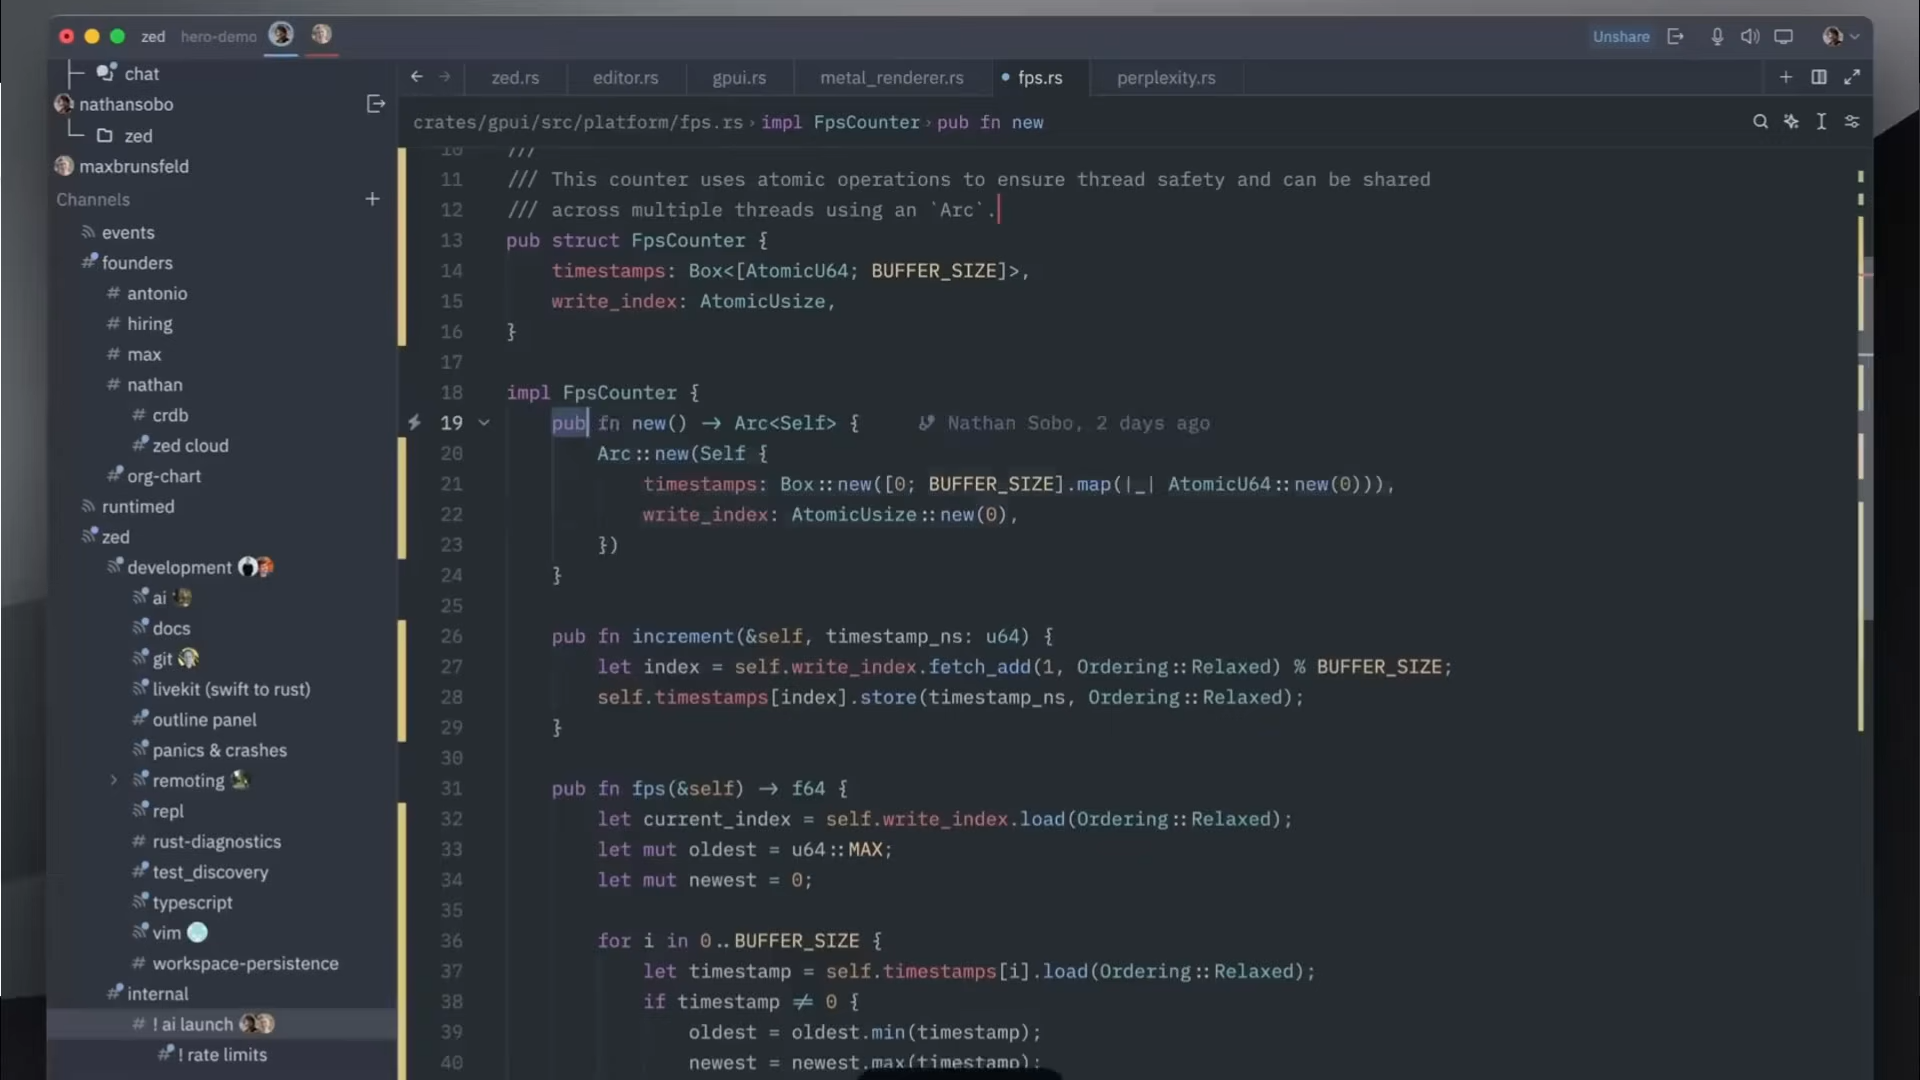 zed hero-demo Unshare
chat
nathansobo
zed
maxbrunsfeld
Channels
events
founders
# antonio
# hiring
# max
# nathan
# crdb
# zed cloud
# org-chart
runtimed
zed
development
ai
docs
git
livekit (swift to rust)
# outline panel
panics & crashes
remoting
repl
# rust-diagnostics
# test_discovery
typescript
vim
# workspace-persistence
# internal
# ! ai launch
# ! rate limits
zed.rs editor.rs gpui.rs metal_renderer.rs fps.rs perplexity.rs
crates/gpui/src/platform/fps.rs › impl FpsCounter › pub fn new
10 ///
11 /// This counter uses atomic operations to ensure thread safety and can be shared
12 /// across multiple threads using an `Arc`.
13 pub struct FpsCounter {
14 timestamps: Box<[AtomicU64; BUFFER_SIZE]>,
15 write_index: AtomicUsize,
16 }
17
18 impl FpsCounter {
19 pub fn new() → Arc<Self> { Nathan Sobo, 2 days ago
20 Arc::new(Self {
21 timestamps: Box::new([0; BUFFER_SIZE].map(|_| AtomicU64::new(0))),
22 write_index: AtomicUsize::new(0),
23 })
24 }
25
26 pub fn increment(&self, timestamp_ns: u64) {
27 let index = self.write_index.fetch_add(1, Ordering::Relaxed) % BUFFER_SIZE;
28 self.timestamps[index].store(timestamp_ns, Ordering::Relaxed);
29 }
30
31 pub fn fps(&self) → f64 {
32 let current_index = self.write_index.load(Ordering::Relaxed);
33 let mut oldest = u64::MAX;
34 let mut newest = 0;
35
36 for i in 0..BUFFER_SIZE {
37 let timestamp = self.timestamps[i].load(Ordering::Relaxed);
38 if timestamp ≠ 0 {
39 oldest = oldest.min(timestamp);
40 newest = newest.max(timestamp);